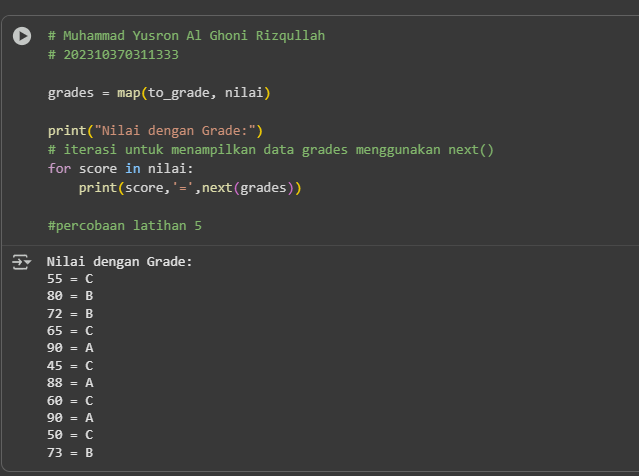 # Muhammad Yusron Al Ghoni Rizqullah
# 202310370311333
grades = map(to_grade, nilai)
print("Nilai dengan Grade:")
# iterasi untuk menampilkan data grades menggunakan next()
for score in nilai:
    print(score,'=',next(grades))
#percobaan latihan 5
Nilai dengan Grade:
55 = C
80 = B
72 = B
65 = C
90 = A
45 = C
88 = A
60 = C
90 = A
50 = C
73 = B